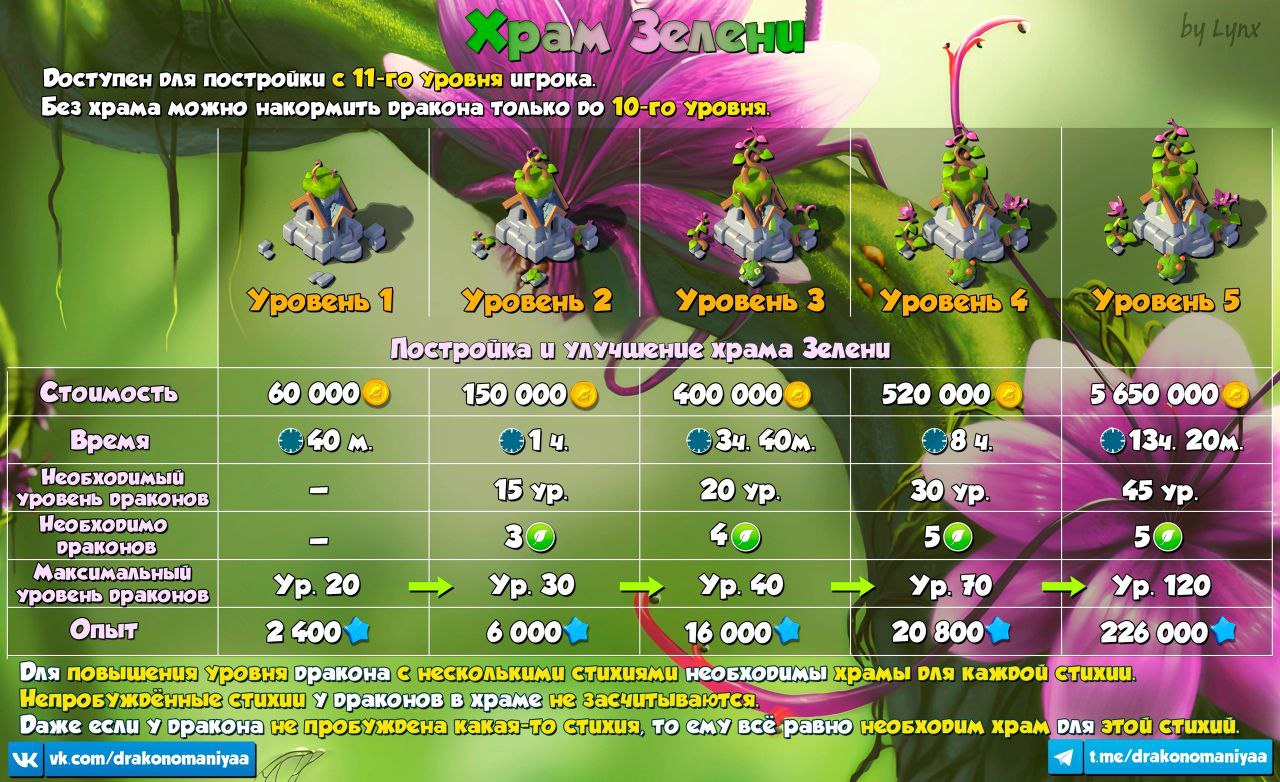 Храм Зелени
by Lynx
Доступен для постройки с 11-го уровня игрока.
Без храма можно накормить дракона только до 10-го уровня.
Уровень 1 Уровень 2 Уровень 3 Уровень 4 Уровень 5
Постройка и улучшение храма Зелени
Стоимость 60 000 150 000 400 000 520 000 5 650 000
Время 40 м. 1 ч. 3ч. 40м. 8 ч. 13ч. 20м.
Необходимый
уровень драконов – 15 ур. 20 ур. 30 ур. 45 ур.
Необходимо
драконов – 3 4 5 5
Максимальный
уровень драконов Ур. 20 Ур. 30 Ур. 40 Ур. 70 Ур. 120
Опыт 2 400 6 000 16 000 20 800 226 000
Для повышения уровня дракона с несколькими стихиями необходимы храмы для каждой стихии.
Непробуждённые стихии у драконов в храме не засчитываются.
Даже если у дракона не пробуждена какая-то стихия, то ему всё равно необходим храм для этой стихий.
vk.com/drakonomaniyaa
t.me/drakonomaniyaa